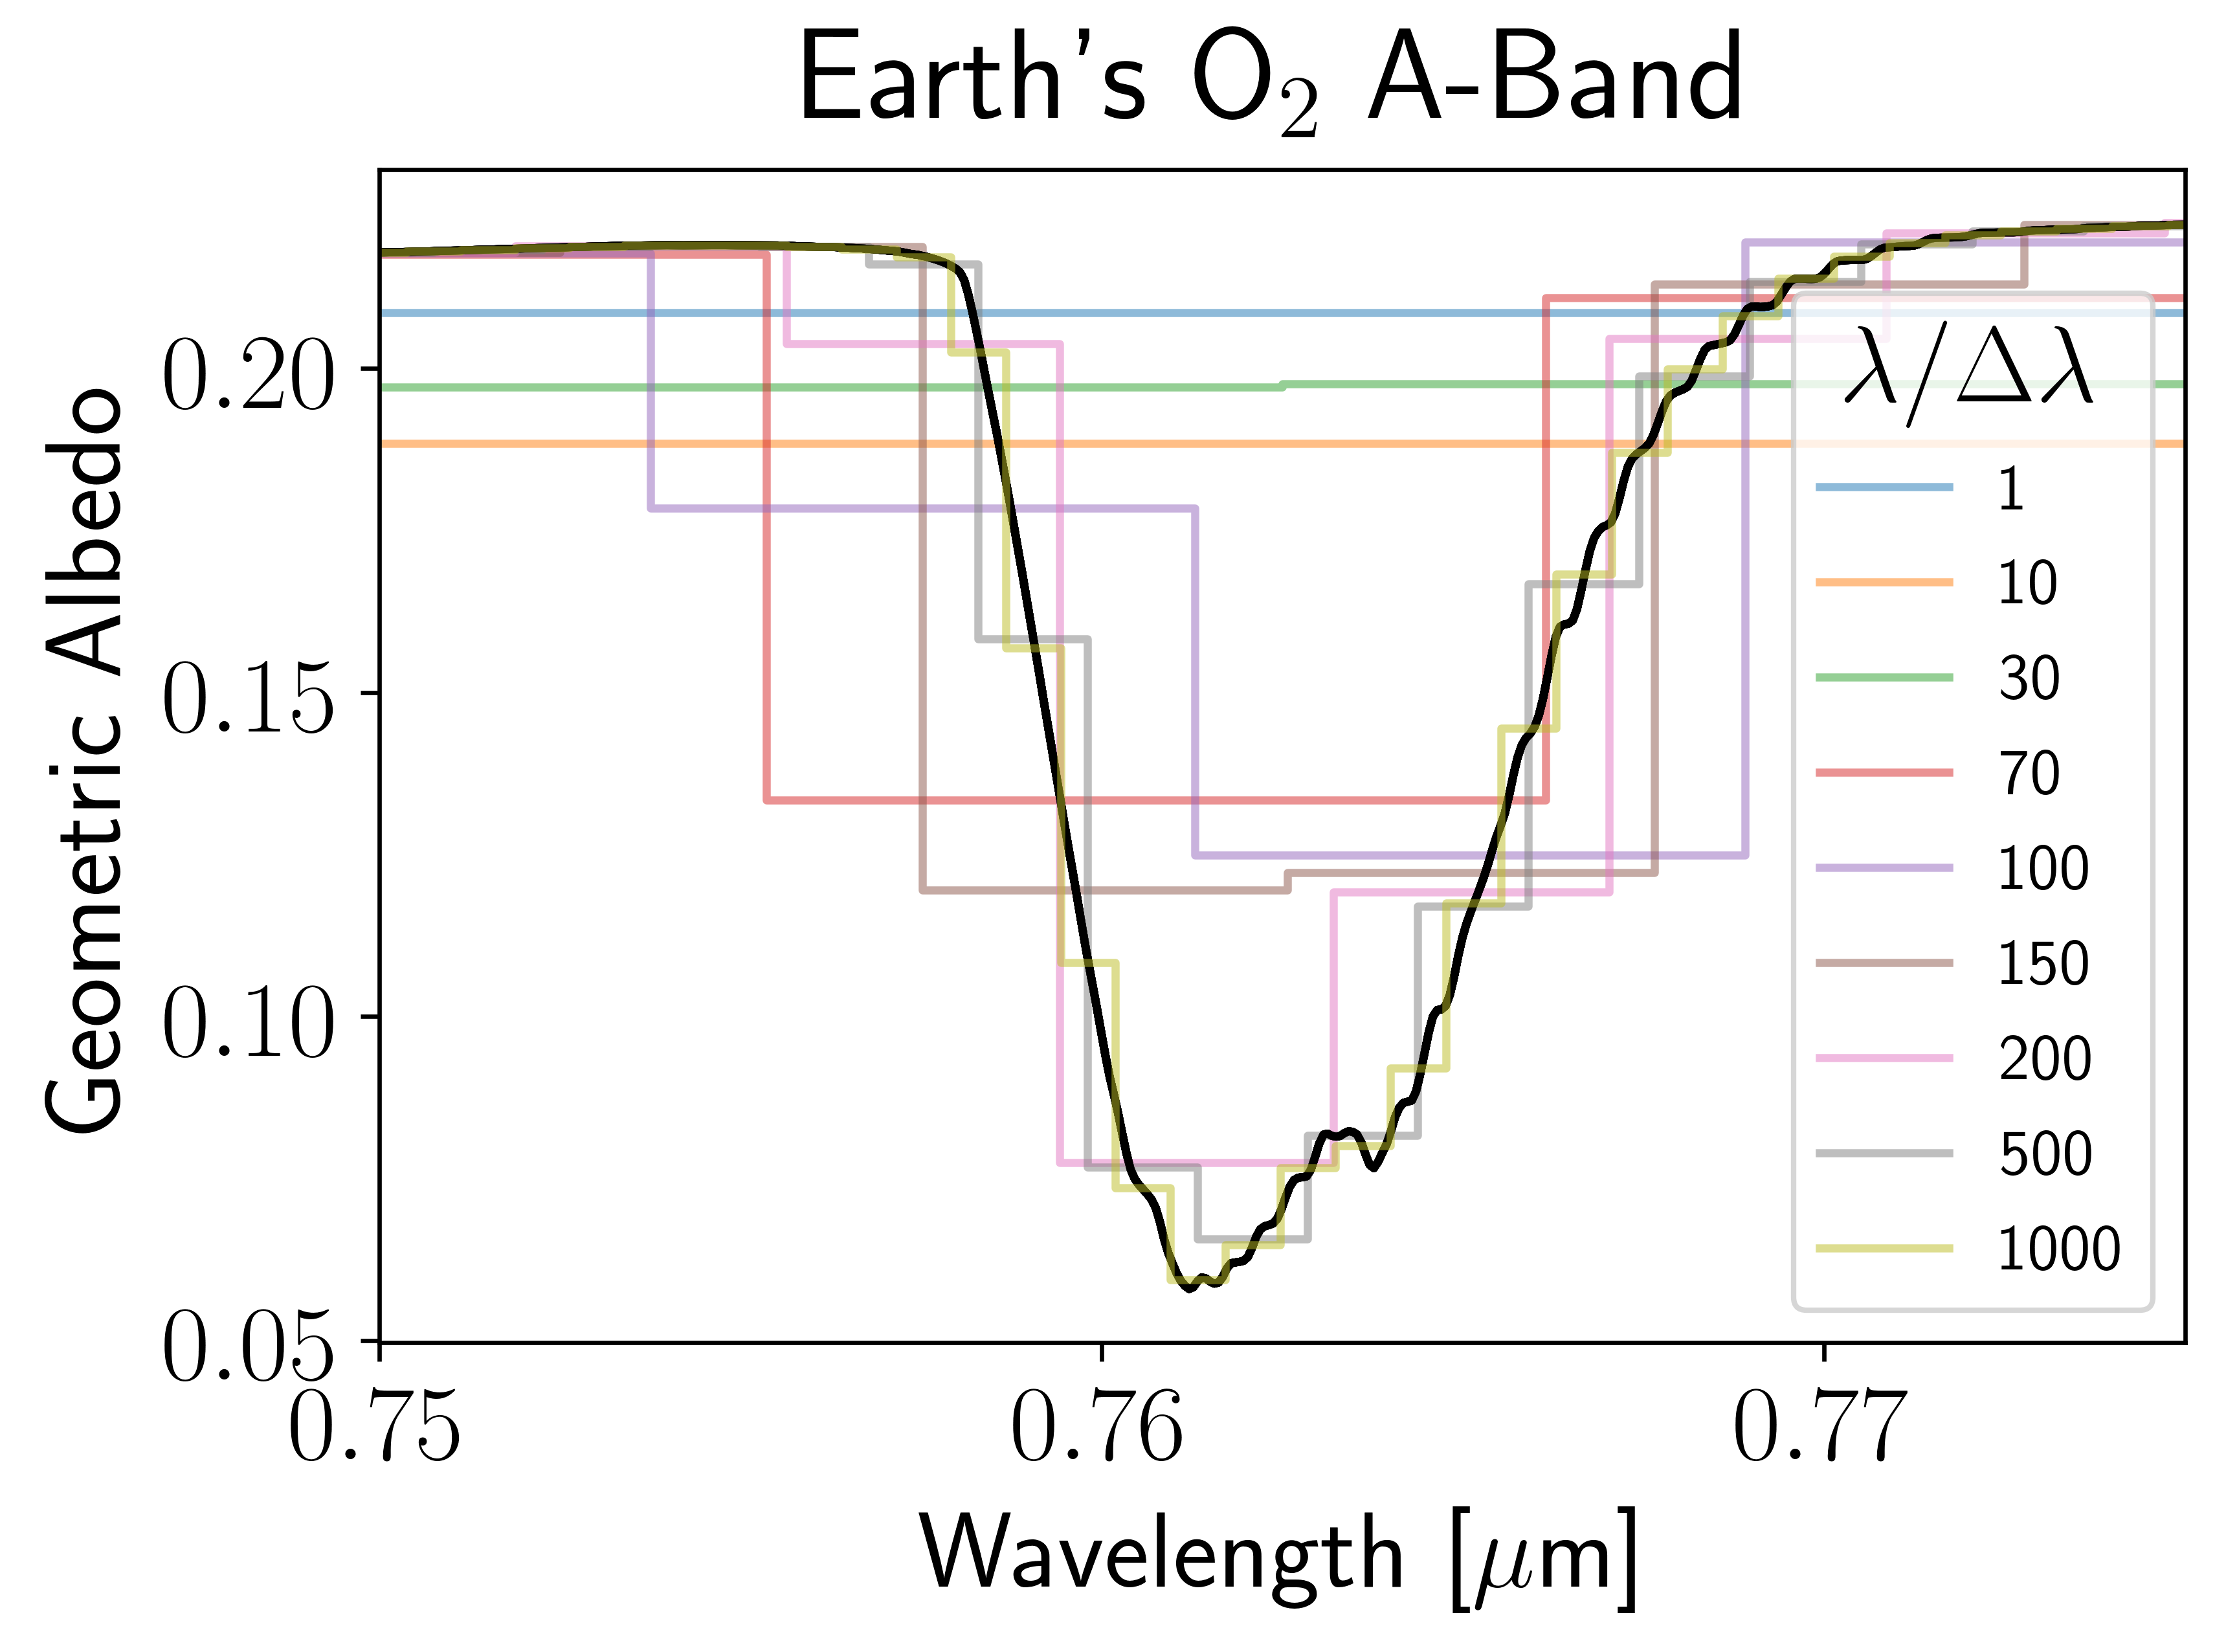 Earth's O₂ A-Band
Geometric Albedo
0.20
0.15
0.10
0.05
λ/Δλ
1
10
30
70
100
150
200
500
1000
0.75 0.76 0.77
Wavelength [μm]